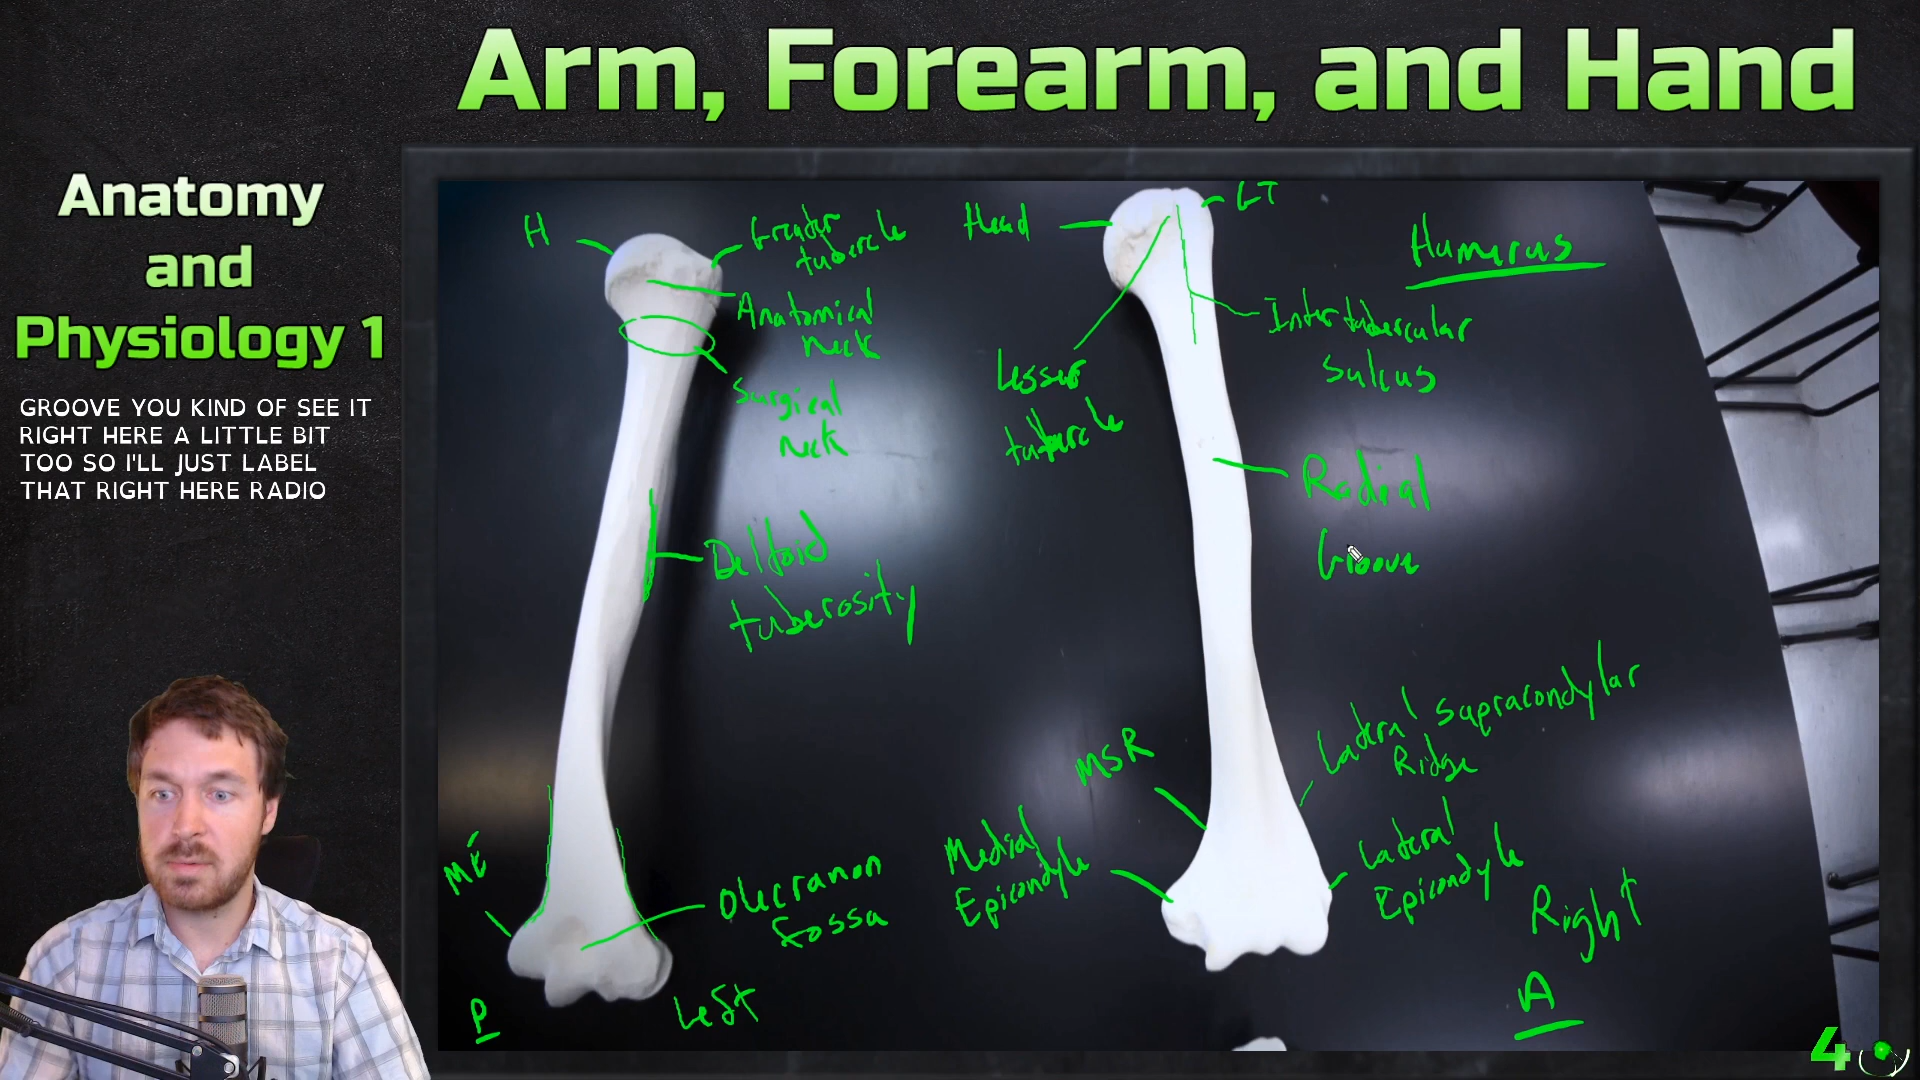 Arm, Forearm, and Hand
Anatomy
and
Physiology 1
GROOVE YOU KIND OF SEE IT
RIGHT HERE A LITTLE BIT
TOO SO I'LL JUST LABEL
THAT RIGHT HERE RADIO
H
Greater
tubercle
Anatomical
neck
Surgical
neck
Deltoid
tuberosity
ME
Olecranon
fossa
P
Left
Head
GT
Humerus
Intertubercular
Sulcus
Lesser
tubercle
Radial
Groove
MSR
Lateral Supracondylar
Ridge
Medial
Epicondyle
Lateral
Epicondyle
Right
A
4